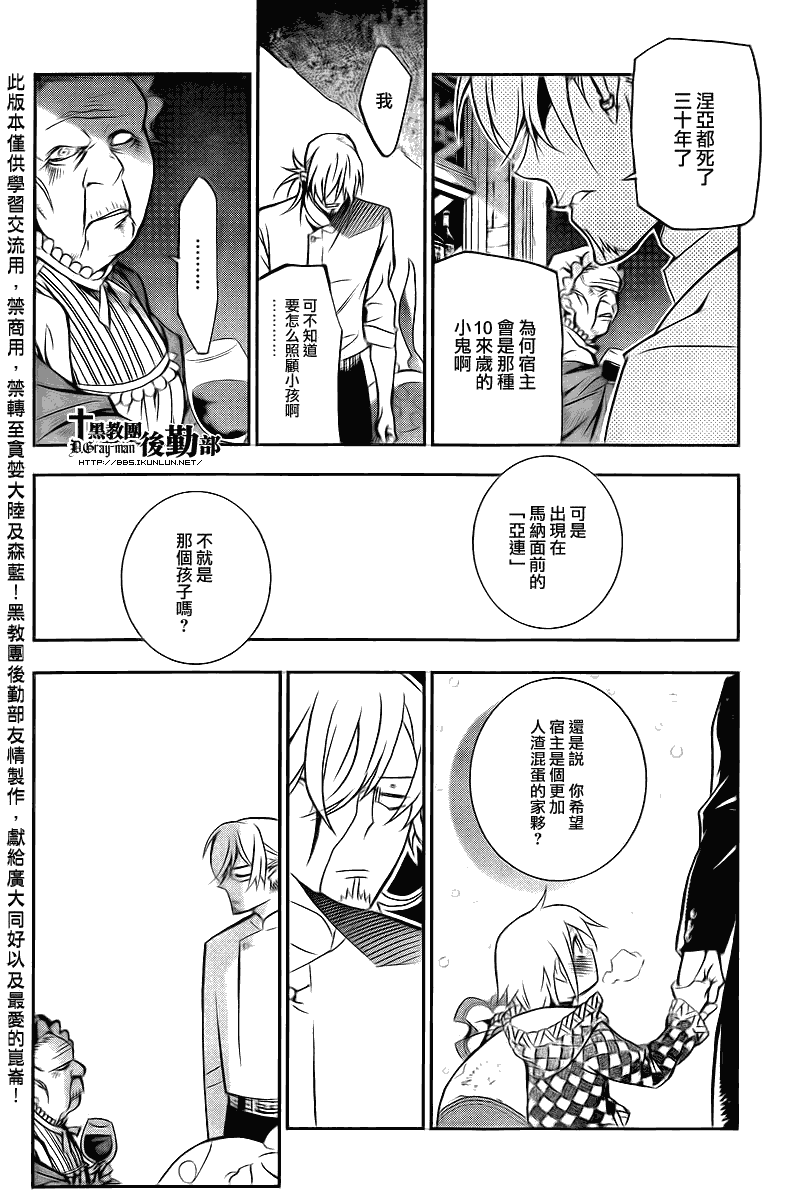 涅亞都死了
三十年了
為何宿主
會是那種
10來歲的
小鬼啊
我
可不知道
要怎么照顧小孩啊
…………
………
可是
出現在
馬納面前的
「亞連」
不就是
那個孩子嗎？
還是說 你希望
宿主是個更加
人渣混蛋的家夥？
黑教團
D.Gray-man 後勤部
HTTP://BBS.IKUNLUN.NET/
此版本僅供學習交流用，禁商用，禁轉至貪婪大陸及森藍！黑教團後勤部友情製作，獻給廣大同好以及最愛的崑崙！